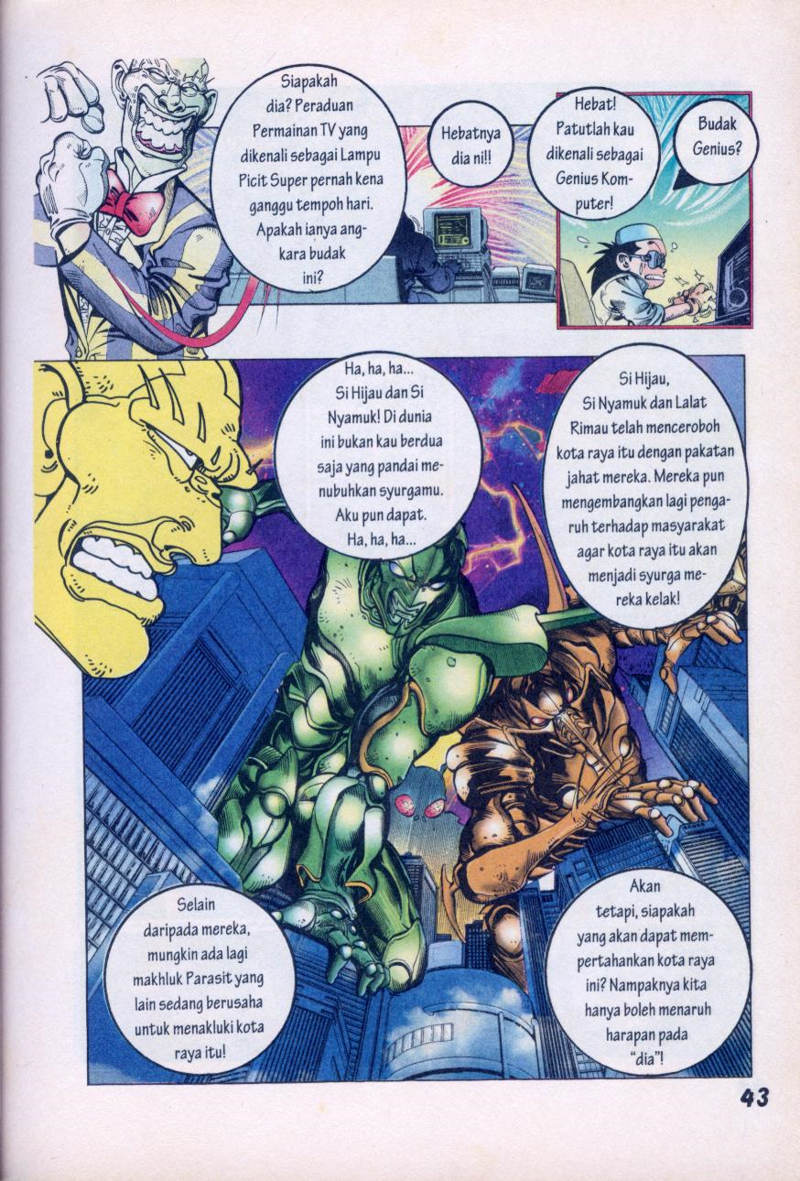 Siapakah
dia? Peraduan
Permainan TV yang
dikenali sebagai Lampu
Picit Super pernah kena
ganggu tempoh hari.
Apakah ianya ang-
kara budak
ini?
Hebatnya
dia ni!!
Hebat!
Patutlah kau
dikenali sebagai
Genius Kom-
puter!
Budak
Genius?
Ha, ha, ha...
Si Hijau dan Si
Nyamuk! Di dunia
ini bukan kau berdua
saja yang pandai me-
nubuhkan syurgamu.
Aku pun dapat.
Ha, ha, ha...
Si Hijau,
Si Nyamuk dan Lalat
Rimau telah menceroboh
kota raya itu dengan pakatan
jahat mereka. Mereka pun
mengembangkan lagi penga-
ruh terhadap masyarakat
agar kota raya itu akan
menjadi syurga me-
reka kelak!
Selain
daripada mereka,
mungkin ada lagi
makhluk Parasit yang
lain sedang berusaha
untuk menakluki kota
raya itu!
Akan
tetapi, siapakah
yang akan dapat mem-
pertahankan kota raya
ini? Nampaknya kita
hanya boleh menaruh
harapan pada
"dia"!
43